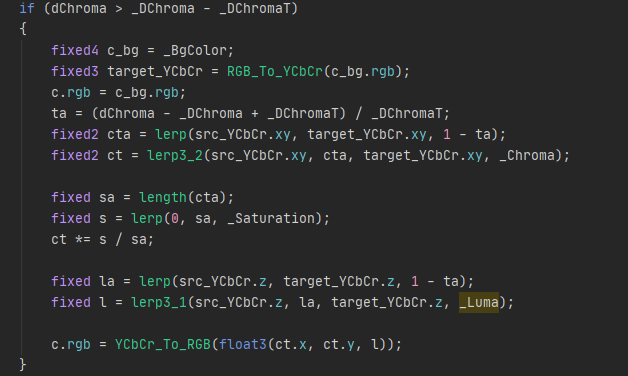 if (dChroma > _DChroma - _DChromaT)
{
fixed4 c_bg = _BgColor;
fixed3 target_YCbCr = RGB_To_YCbCr(c_bg.rgb);
c.rgb = c_bg.rgb;
ta = (dChroma - _DChroma + _DChromaT) / _DChromaT;
fixed2 cta = lerp(src_YCbCr.xy, target_YCbCr.xy, 1 - ta);
fixed2 ct = lerp3_2(src_YCbCr.xy, cta, target_YCbCr.xy, _Chroma);
fixed sa = length(cta);
fixed s = lerp(0, sa, _Saturation);
ct *= s / sa;
fixed la = lerp(src_YCbCr.z, target_YCbCr.z, 1 - ta);
fixed l = lerp3_1(src_YCbCr.z, la, target_YCbCr.z, _Luma);
c.rgb = YCbCr_To_RGB(float3(ct.x, ct.y, l));
}